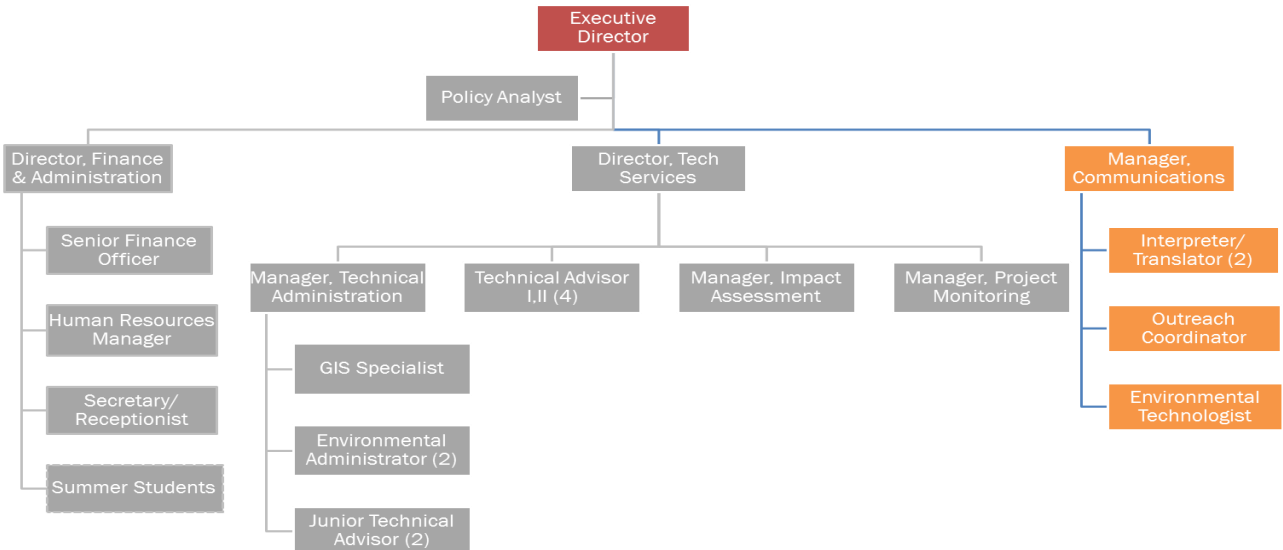 Executive
Director
Policy Analyst
Director, Finance
& Administration
Director, Tech
Services
Manager,
Communications
Senior Finance
Officer
Human Resources
Manager
Secretary/
Receptionist
Summer Students
Manager, Technical
Administration
Technical Advisor
I,II (4)
Manager, Impact
Assessment
Manager, Project
Monitoring
GIS Specialist
Environmental
Administrator (2)
Junior Technical
Advisor (2)
Interpreter/
Translator (2)
Outreach
Coordinator
Environmental
Technologist